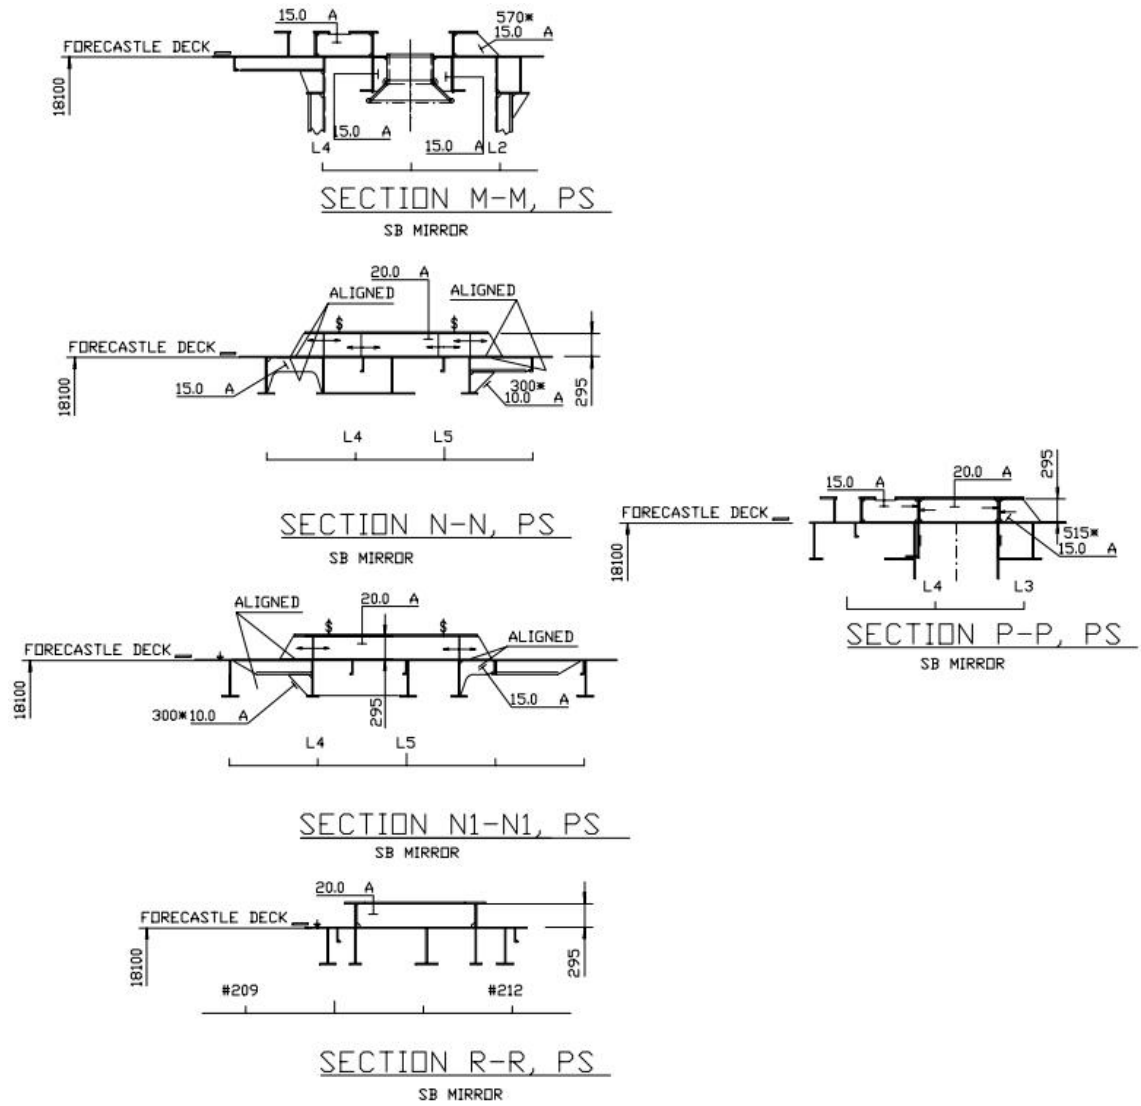 15.0 A
570*
15.0 A
FORECASTLE DECK
18100
15.0 A
15.0 A
L4
L2
SECTION M-M, PS
SB MIRROR
20.0 A
ALIGNED
ALIGNED
$
$
FORECASTLE DECK
18100
15.0 A
300*
10.0 A
295
L4
L5
SECTION N-N, PS
SB MIRROR
15.0 A
20.0 A
295
FORECASTLE DECK
18100
515*
15.0 A
L4
L3
SECTION P-P, PS
SB MIRROR
20.0 A
ALIGNED
$
$
ALIGNED
FORECASTLE DECK
18100
300*10.0 A
295
15.0 A
L4
L5
SECTION N1-N1, PS
SB MIRROR
20.0 A
FORECASTLE DECK
18100
295
#209
#212
SECTION R-R, PS
SB MIRROR